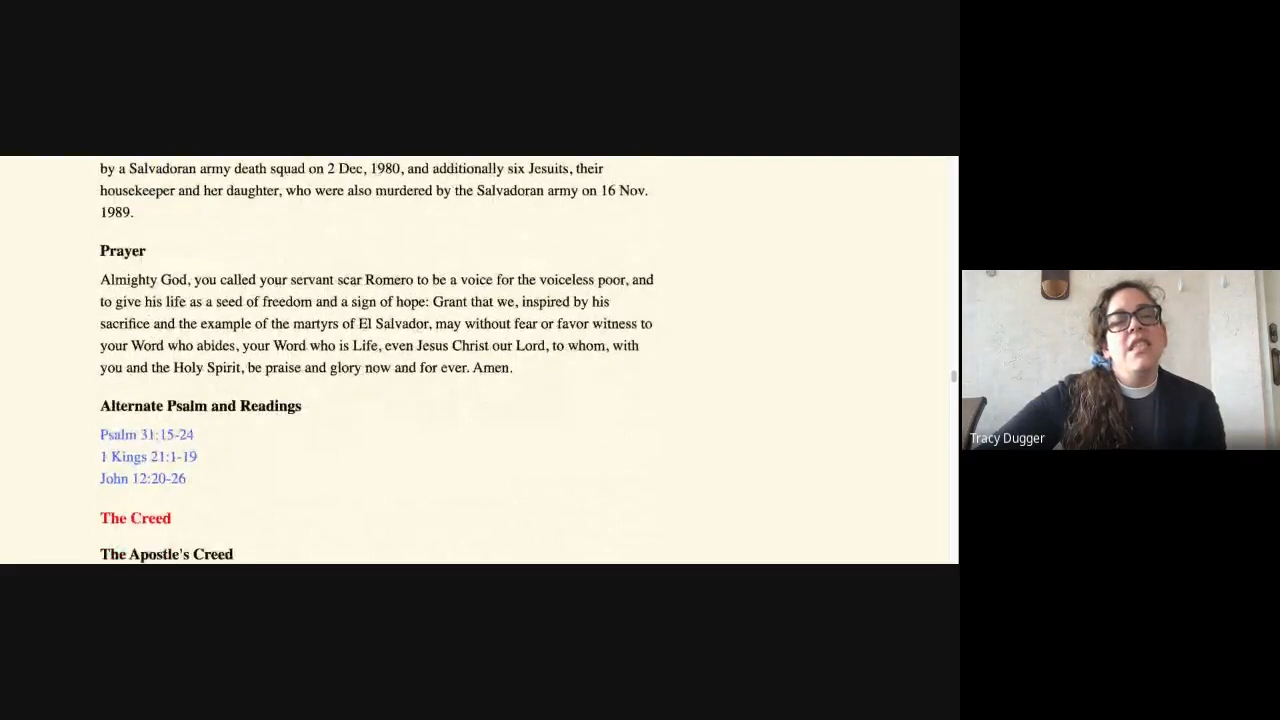 by a Salvadoran army death squad on 2 Dec, 1980, and additionally six Jesuits, their
housekeeper and her daughter, who were also murdered by the Salvadoran army on 16 Nov.
1989.
Prayer
Almighty God, you called your servant scar Romero to be a voice for the voiceless poor, and
to give his life as a seed of freedom and a sign of hope: Grant that we, inspired by his
sacrifice and the example of the martyrs of El Salvador, may without fear or favor witness to
your Word who abides, your Word who is Life, even Jesus Christ our Lord, to whom, with
you and the Holy Spirit, be praise and glory now and for ever. Amen.
Alternate Psalm and Readings
Psalm 31:15-24
1 Kings 21:1-19
John 12:20-26
The Creed
The Apostle's Creed
Tracy Dugger